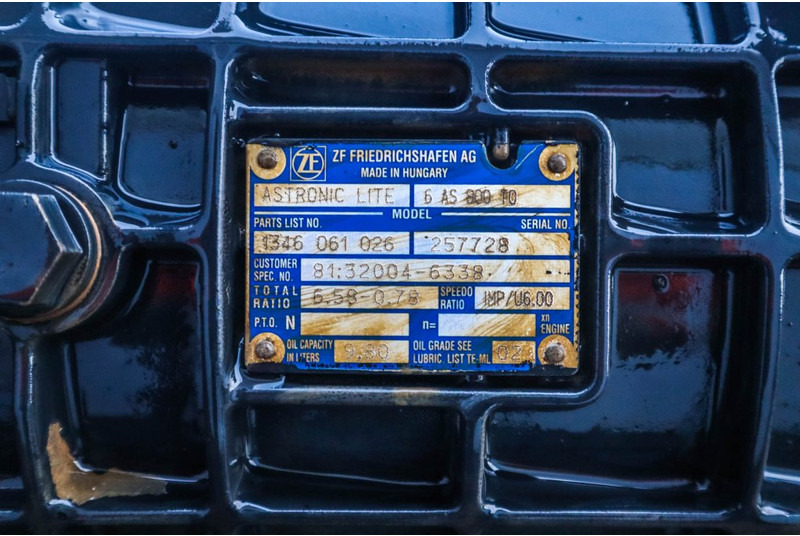 ZF ZF FRIEDRICHSHAFEN AG
MADE IN HUNGARY
ASTRONIC LITE 6 AS 800 TO
MODEL
PARTS LIST NO. SERIAL NO.
1346 061 026 257728
CUSTOMER SPEC. NO. 81.32004-6338
TOTAL RATIO 6.58-0.78 SPEEDO RATIO IMP/U6.00
P.T.O. N n= xn ENGINE
OIL CAPACITY IN LITERS 9,80 OIL GRADE SEE LUBRIC. LIST TE-ML 02